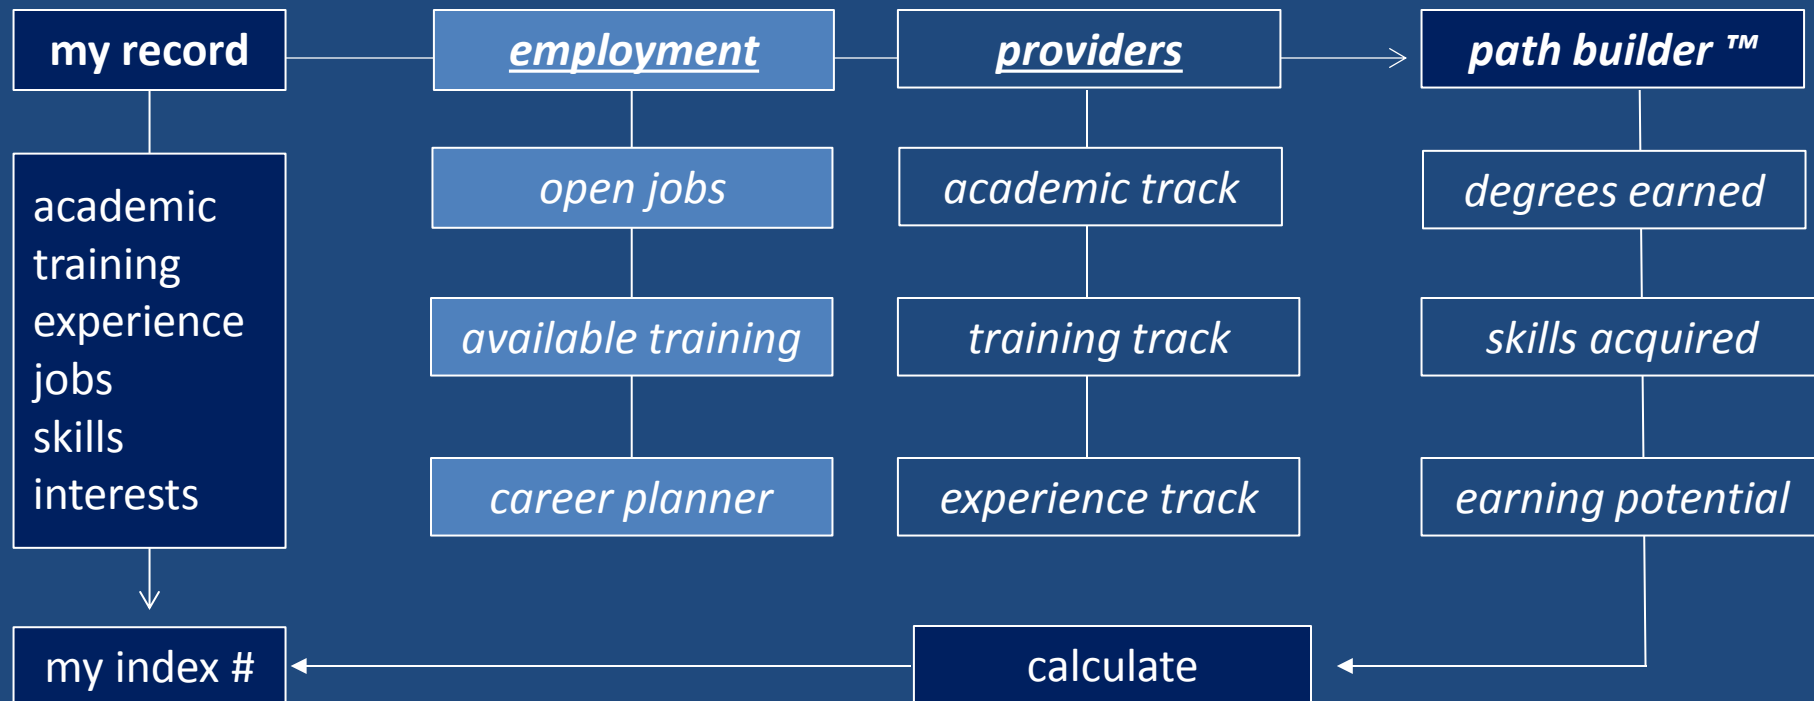 my record
employment
providers
path builder ™
academic
training
experience
jobs
skills
interests
open jobs
academic track
degrees earned
available training
training track
skills acquired
career planner
experience track
earning potential
my index #
calculate